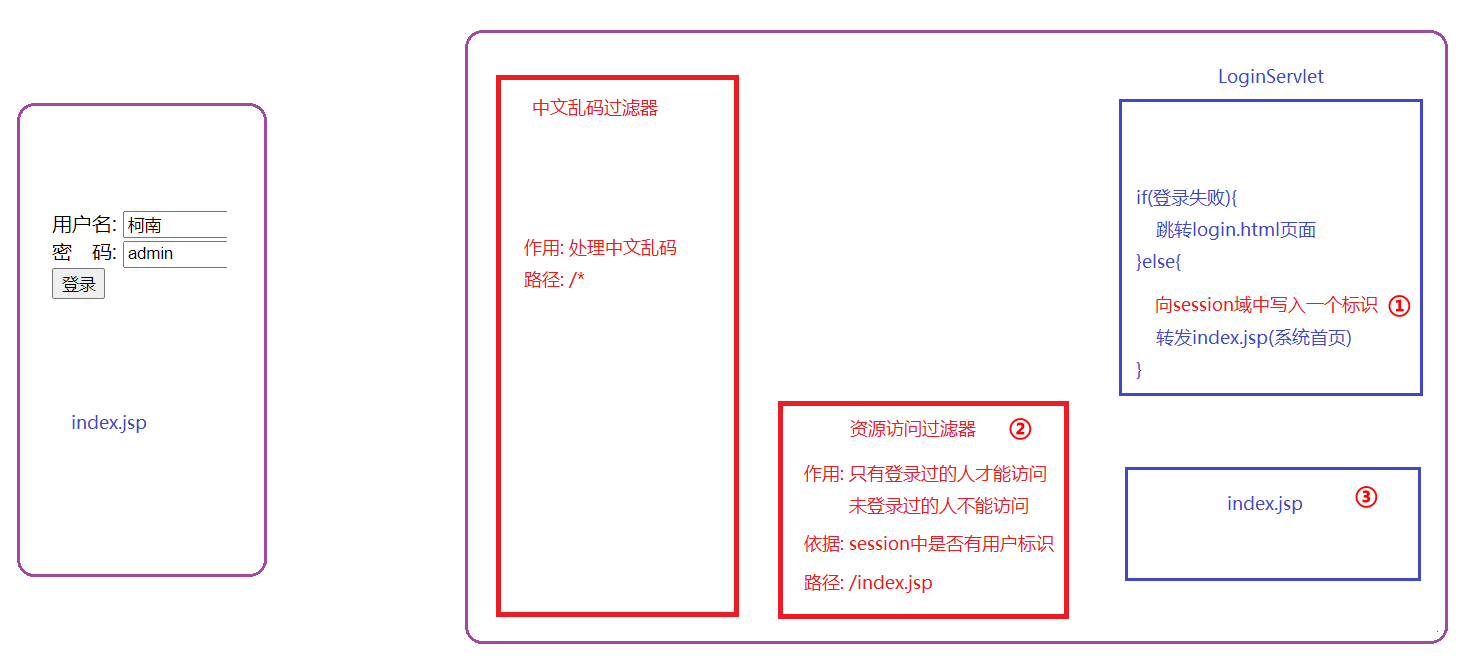 用户名: 柯南
密 码: admin
登录
index.jsp
中文乱码过滤器
作用: 处理中文乱码
路径: /*
资源访问过滤器 ②
作用: 只有登录过的人才能访问
未登录过的人不能访问
依据: session中是否有用户标识
路径: /index.jsp
LoginServlet
if(登录失败){
跳转login.html页面
}else{
向session域中写入一个标识 ①
转发index.jsp(系统首页)
}
index.jsp ③